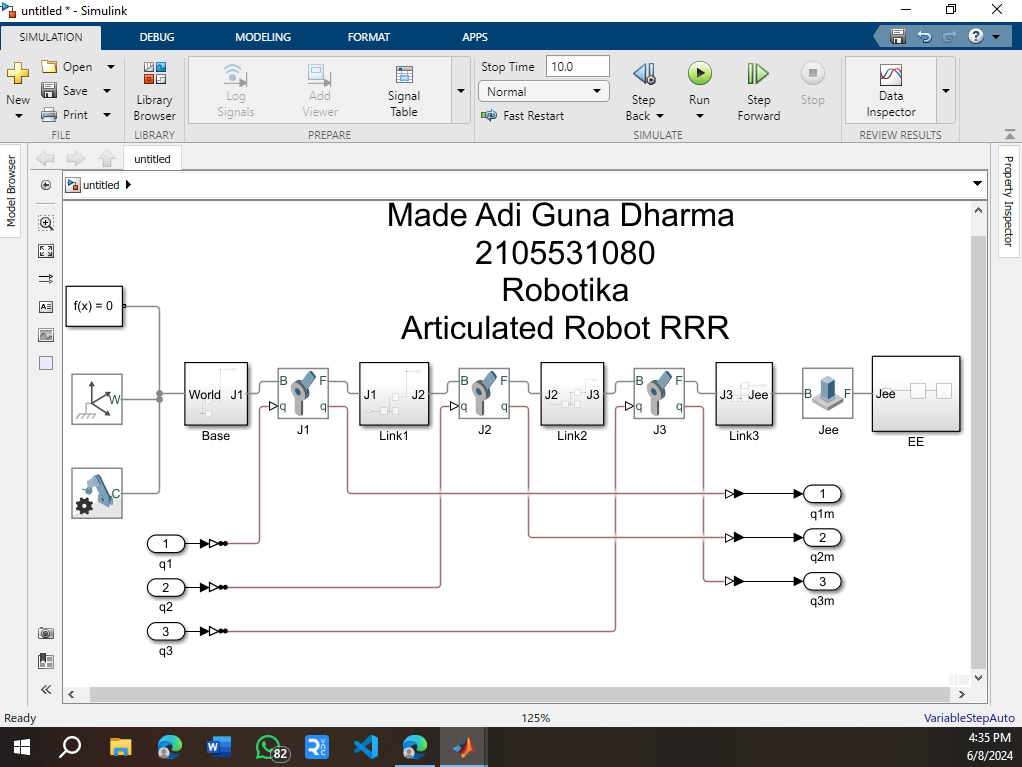 untitled * - Simulink
SIMULATION DEBUG MODELING FORMAT APPS
New
Open
Save
Print
FILE
Library Browser
LIBRARY
Log Signals
Add Viewer
Signal Table
PREPARE
Stop Time 10.0
Normal
Fast Restart
Step Back
Run
Step Forward
Stop
SIMULATE
Data Inspector
REVIEW RESULTS
Model Browser
untitled
Property Inspector
untitled
Made Adi Guna Dharma
2105531080
Robotika
Articulated Robot RRR
f(x) = 0
W
C
World J1
Base
B F
q q
J1
J1 J2
Link1
B F
q q
J2
J2 J3
Link2
B F
q q
J3
J3 Jee
Link3
B F
Jee
Jee
EE
1
q1m
2
q2m
3
q3m
1
q1
2
q2
3
q3
Ready 125% VariableStepAuto
82
4:35 PM
6/8/2024